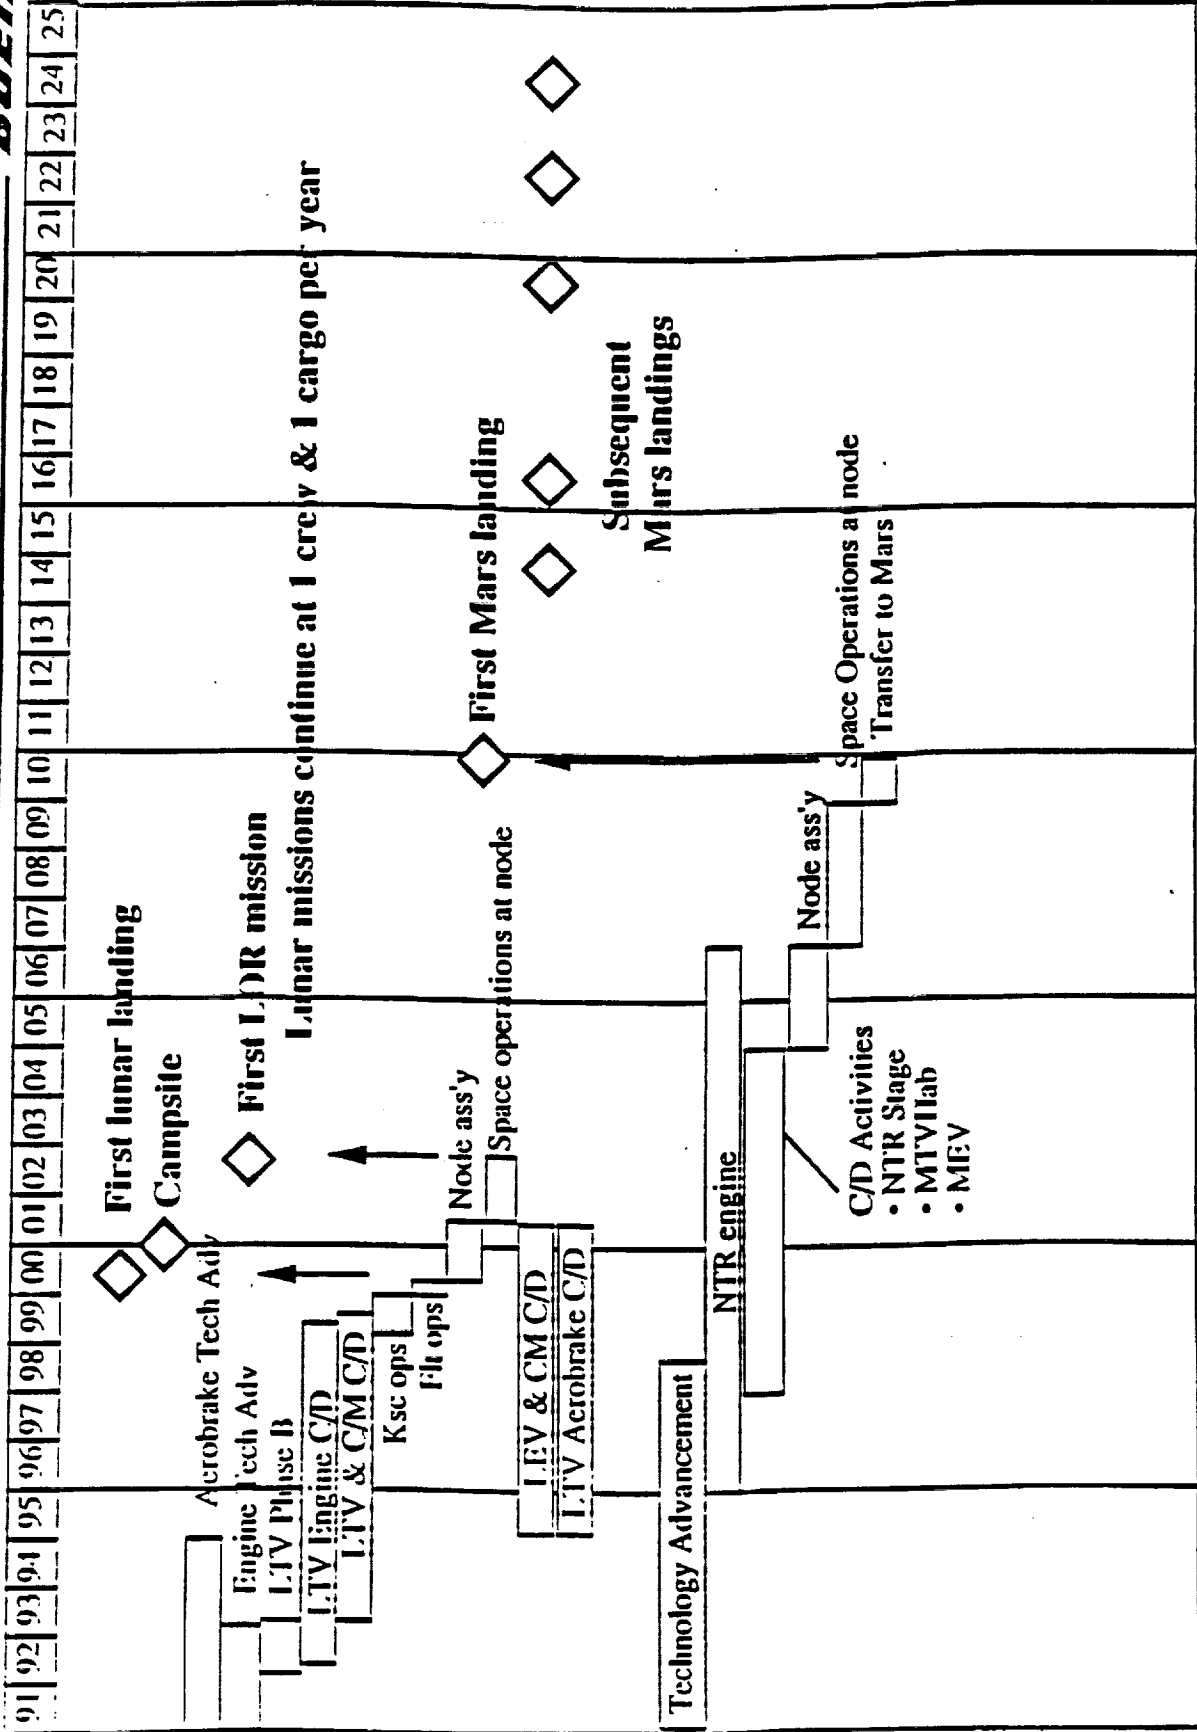 91 92 93 94 95 96 97 98 99 00 01 02 03 04 05 06 07 08 09 10 11 12 13 14 15 16 17 18 19 20 21 22 23 24 25
First lunar landing
Campsite
Aerobrake Tech Adv
First LOR mission
Engine Tech Adv
LTV Phase B
Lunar missions continue at 1 crew & 1 cargo per year
LTV Engine C/D
LTV & C/M C/D
Ksc ops
Flt ops
Node ass'y
First Mars landing
Space operations at node
LEV & CM C/D
LTV Aerobrake C/D
Subsequent
Mars landings
Technology Advancement
NTR engine
Node ass'y
Space Operations at node
Transfer to Mars
C/D Activities
• NTR Stage
• MTVHab
• MEV